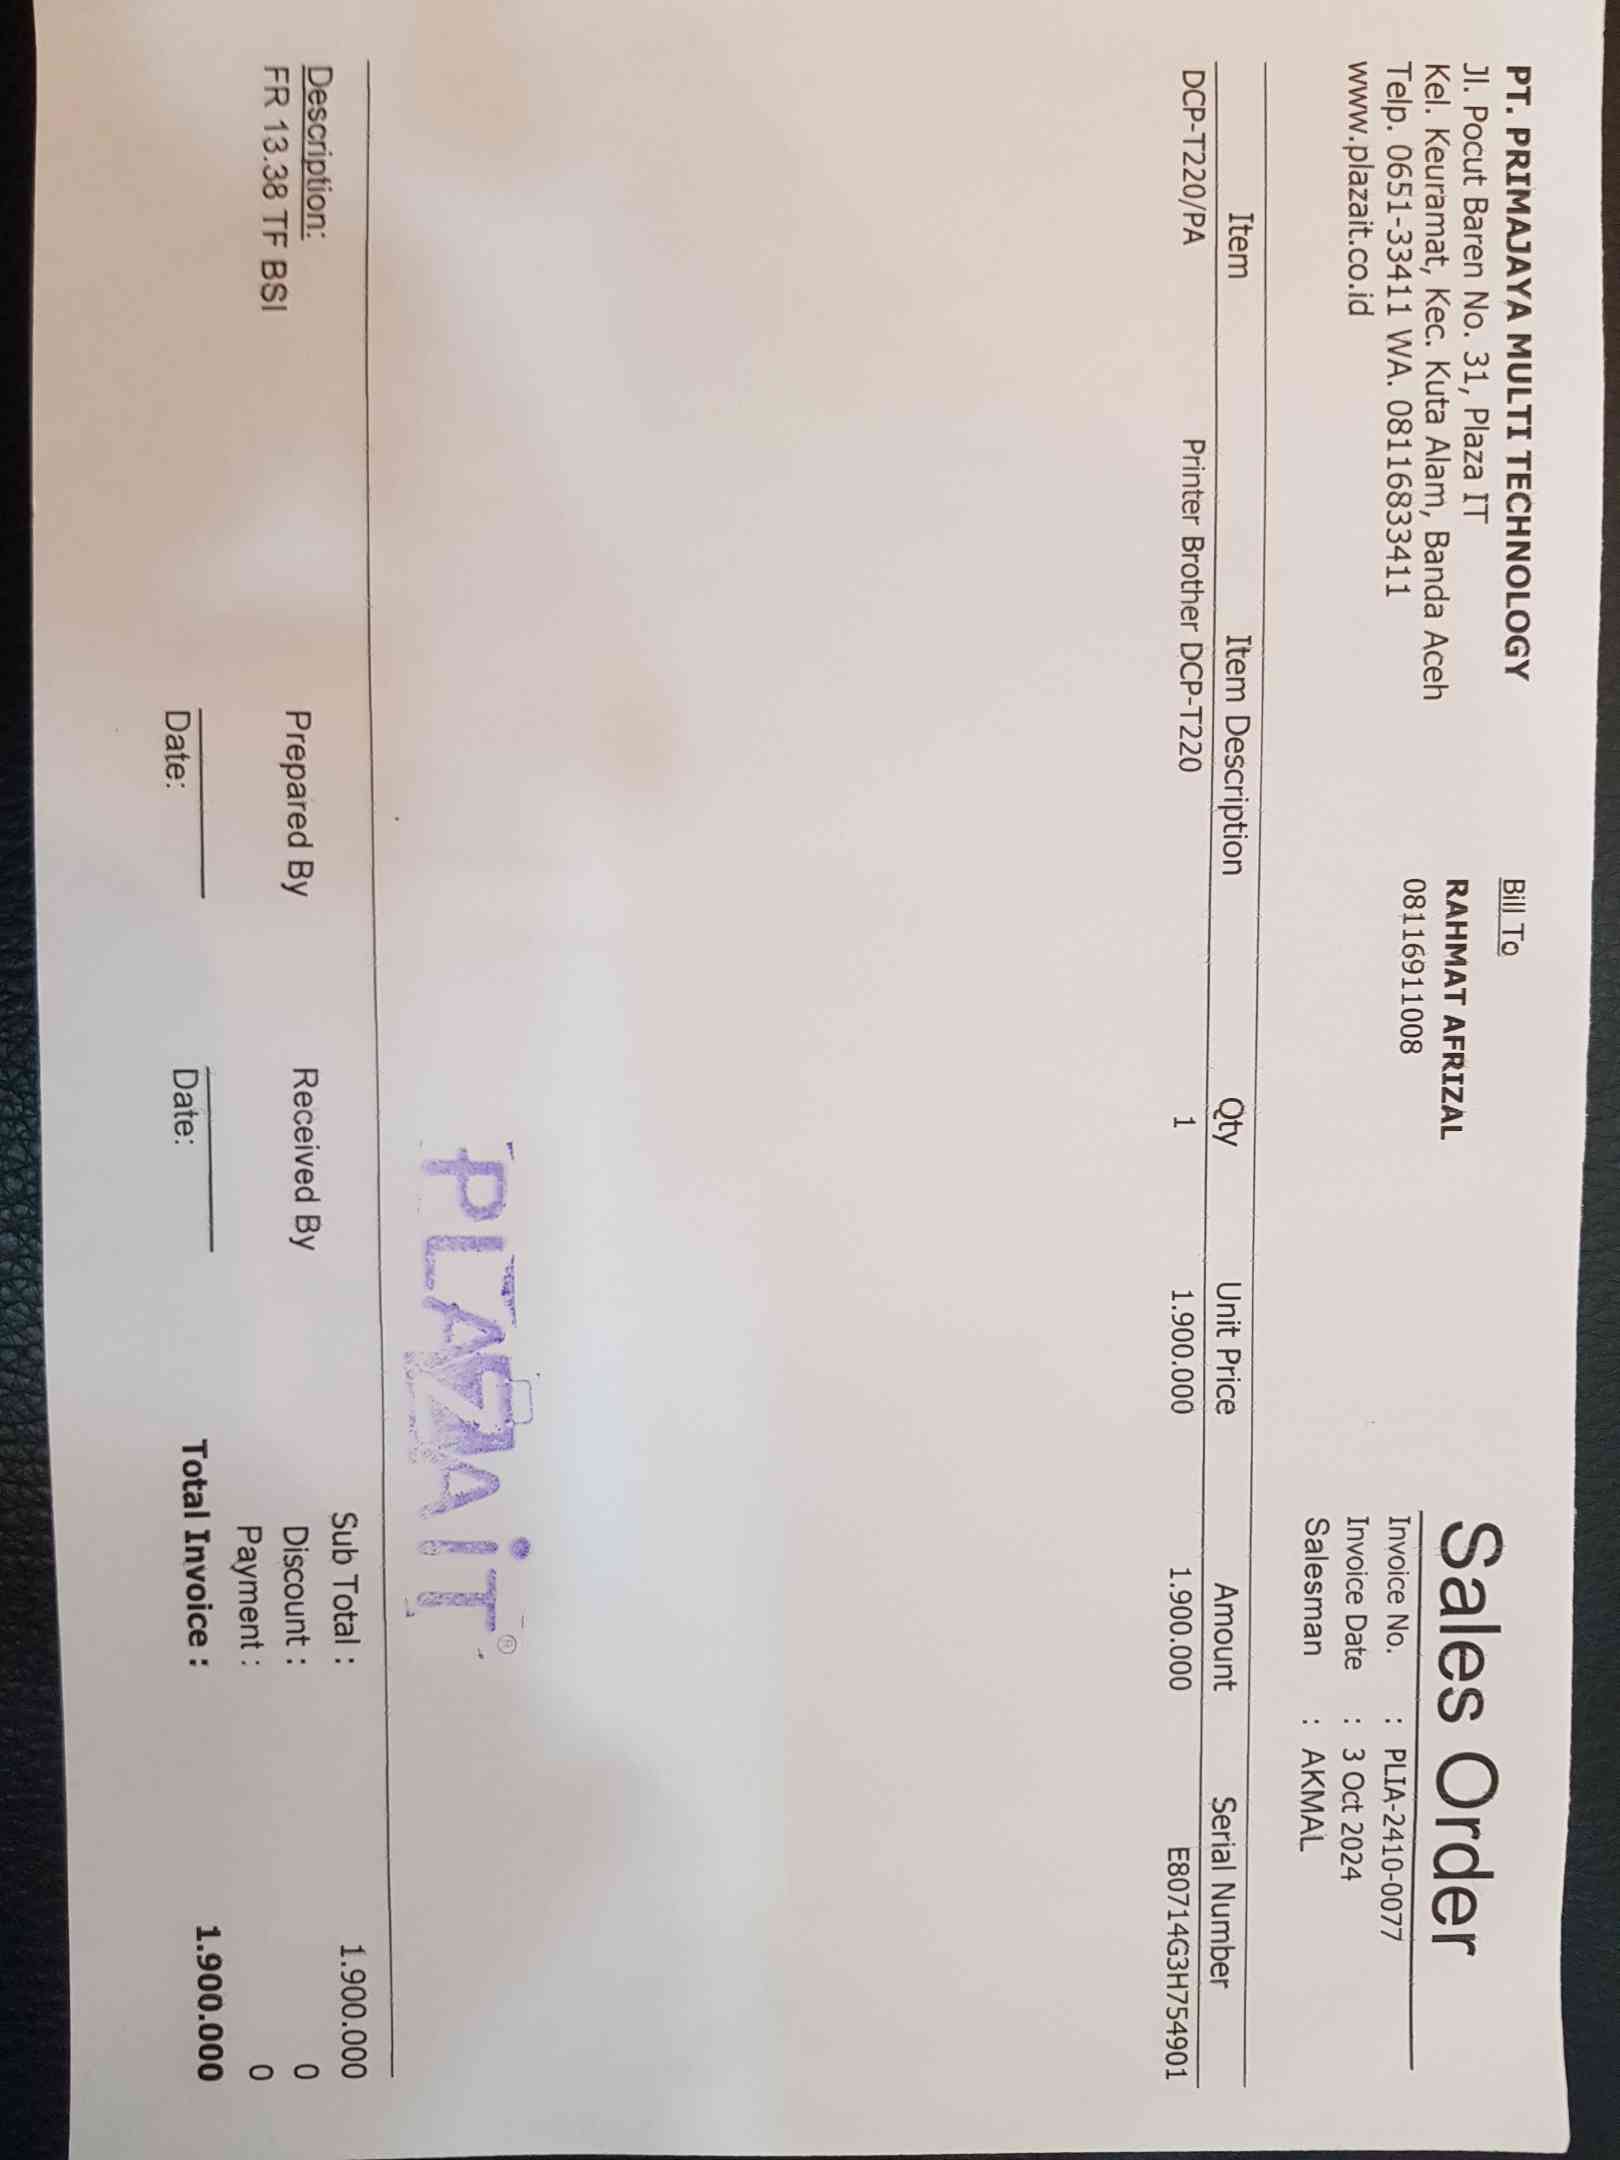 PT. PRIMAJAYA MULTI TECHNOLOGY
Jl. Pocut Baren No. 31, Plaza IT
Kel. Keuramat, Kec. Kuta Alam, Banda Aceh
Telp. 0651-33411 WA. 08116833411
www.plazait.co.id
Bill To
RAHMAT AFRIZAL
08116911008
Sales Order
Invoice No. : PLIA-2410-0077
Invoice Date : 3 Oct 2024
Salesman : AKMAL
Item Item Description Qty Unit Price Amount Serial Number
DCP-T220/PA Printer Brother DCP-T220 1 1.900.000 1.900.000 E80714G3H754901
PLAZA iT ®
Description:
FR 13.38 TF BSI
Prepared By
Date:
Received By
Date:
Sub Total : 1.900.000
Discount : 0
Payment : 0
Total Invoice : 1.900.000